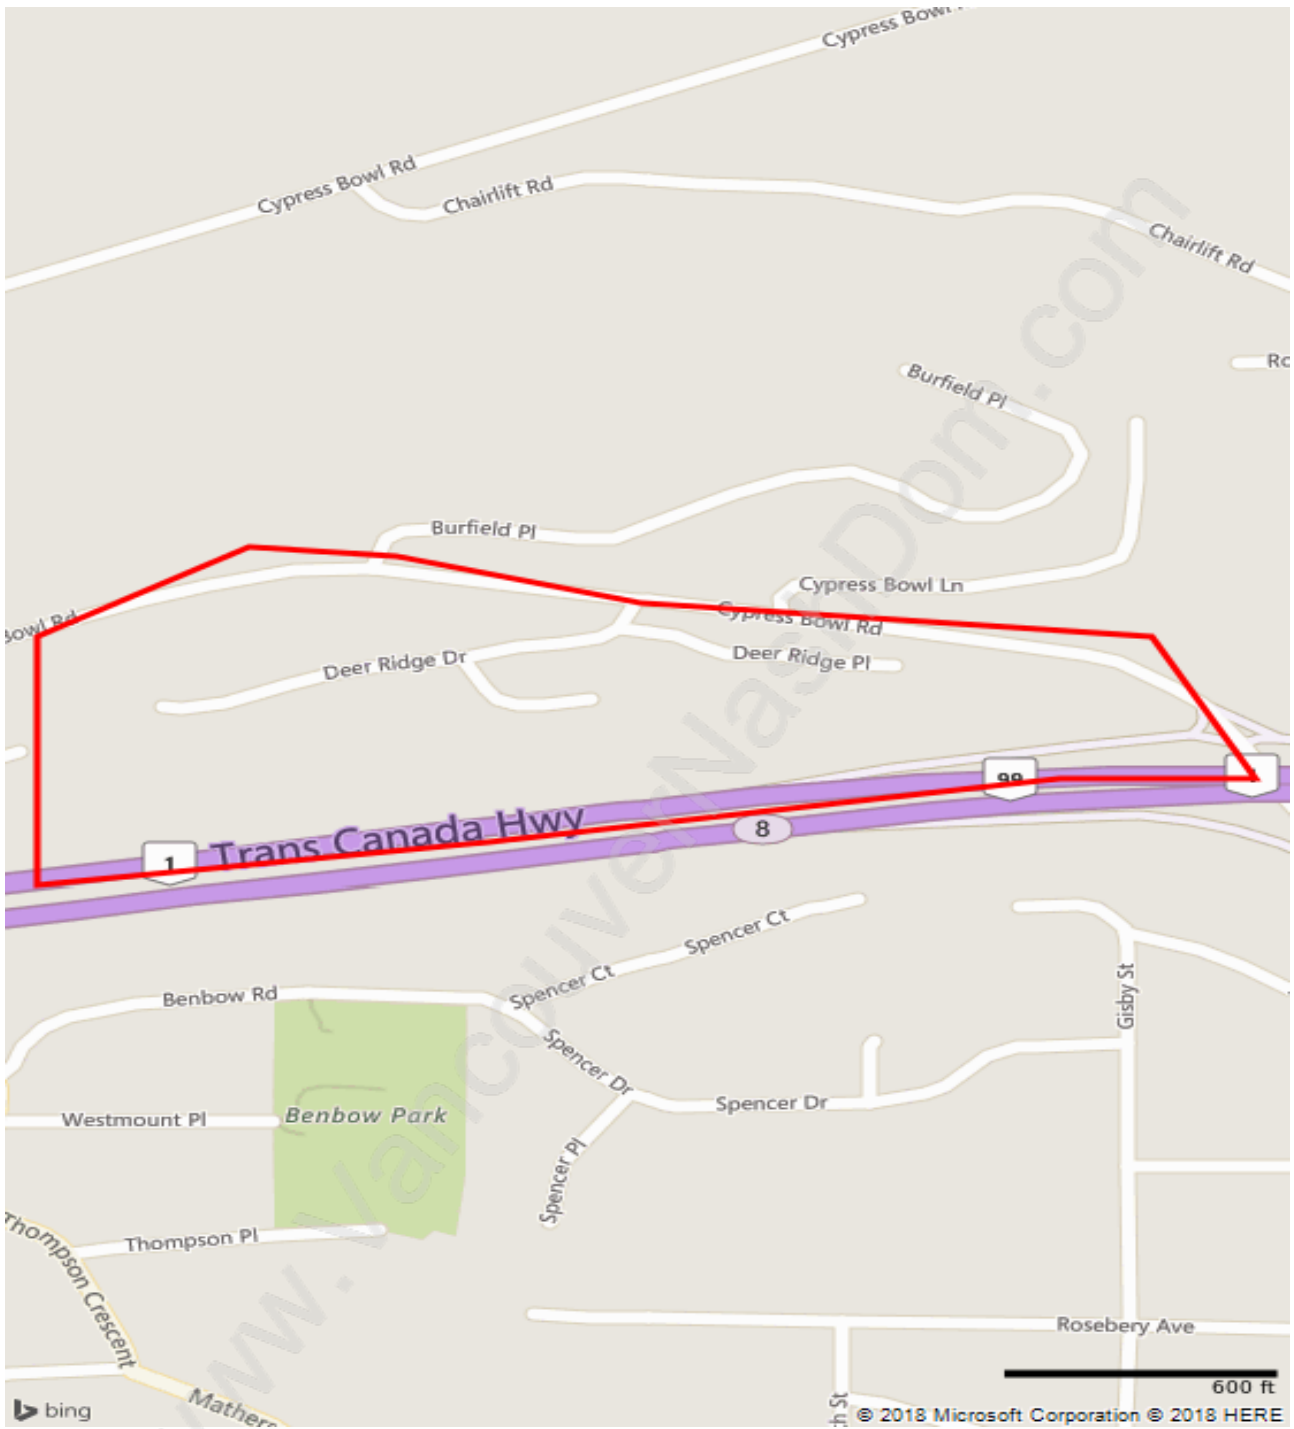 Cypress Bowl
Cypress Bowl Rd
Chairlift Rd
Chairlift Rd
Burfield Pl
Burfield Pl
Cypress Bowl Ln
Bowl Rd
Cypress Bowl Rd
Deer Ridge Dr
Deer Ridge Pl
99
1
Trans Canada Hwy
8
1
Spencer Ct
Spencer Ct
Benbow Rd
Gisby St
Spencer Dr
Westmount Pl
Benbow Park
Spencer Dr
Spencer Pl
Thompson Pl
Thompson Crescent
Rosebery Ave
Mathers
600 ft
bing
© 2018 Microsoft Corporation © 2018 HERE
www.VancouverNashDom.com